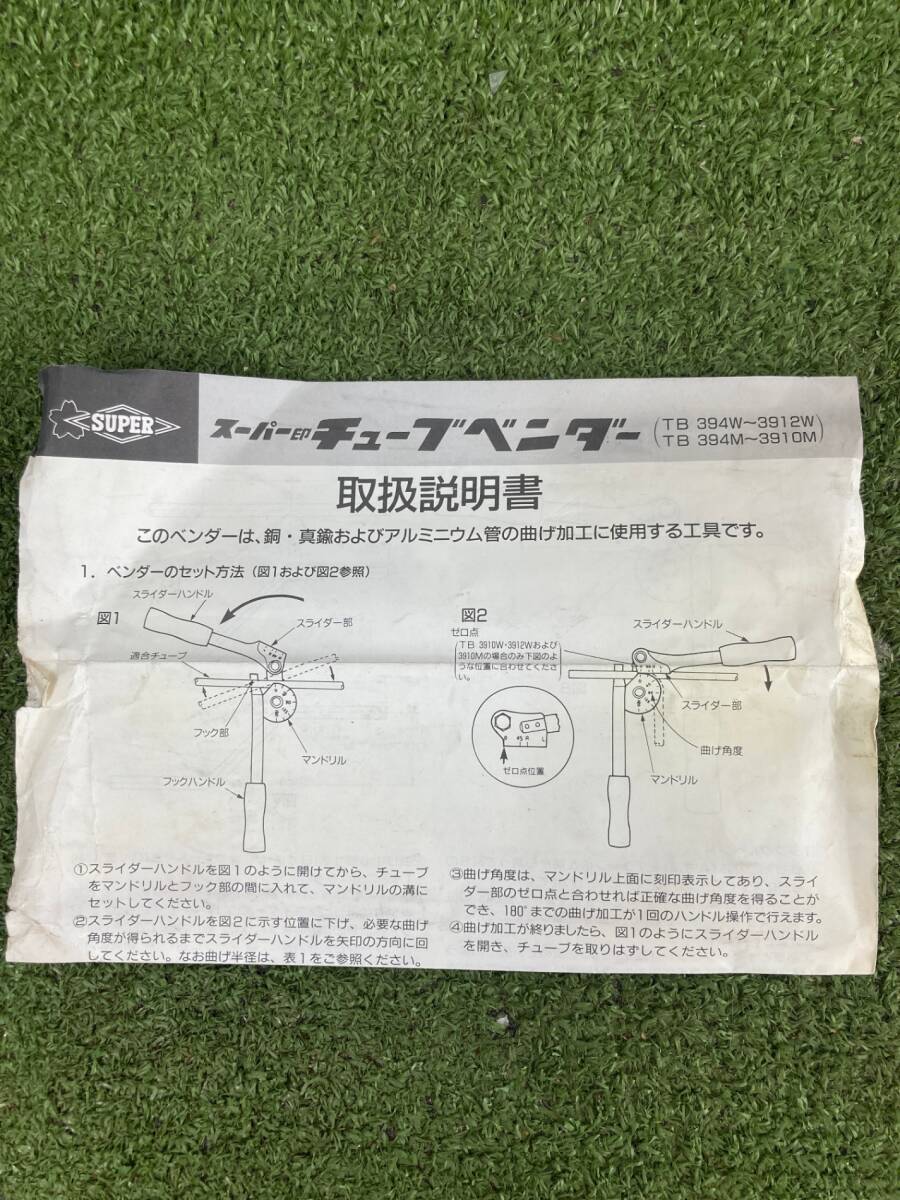 SUPER
スーパー印チューブベンダー
(TB 394W～3912W
TB 394M～3910M)
取扱説明書
このベンダーは、銅・真鍮およびアルミニウム管の曲げ加工に使用する工具です。
1. ベンダーのセット方法（図1および図2参照）
図1
スライダーハンドル
スライダー部
適合チューブ
フック部
マンドリル
フックハンドル
図2
ゼロ点
(TB 3910W・3912Wおよび
3910Mの場合のみ下図のよ
うな位置に合わせてくださ
い。)
スライダーハンドル
スライダー部
曲げ角度
マンドリル
R 45 A L
ゼロ点位置
①スライダーハンドルを図1のように開けてから、チューブ
をマンドリルとフック部の間に入れて、マンドリルの溝に
セットしてください。
②スライダーハンドルを図2に示す位置に下げ、必要な曲げ
角度が得られるまでスライダーハンドルを矢印の方向に回
してください。なお曲げ半径は、表1をご参照ください。
③曲げ角度は、マンドリル上面に刻印表示してあり、スライ
ダー部のゼロ点と合わせれば正確な曲げ角度を得ることが
でき、180°までの曲げ加工が1回のハンドル操作で行えます。
④曲げ加工が終りましたら、図1のようにスライダーハンドル
を開き、チューブを取りはずしてください。